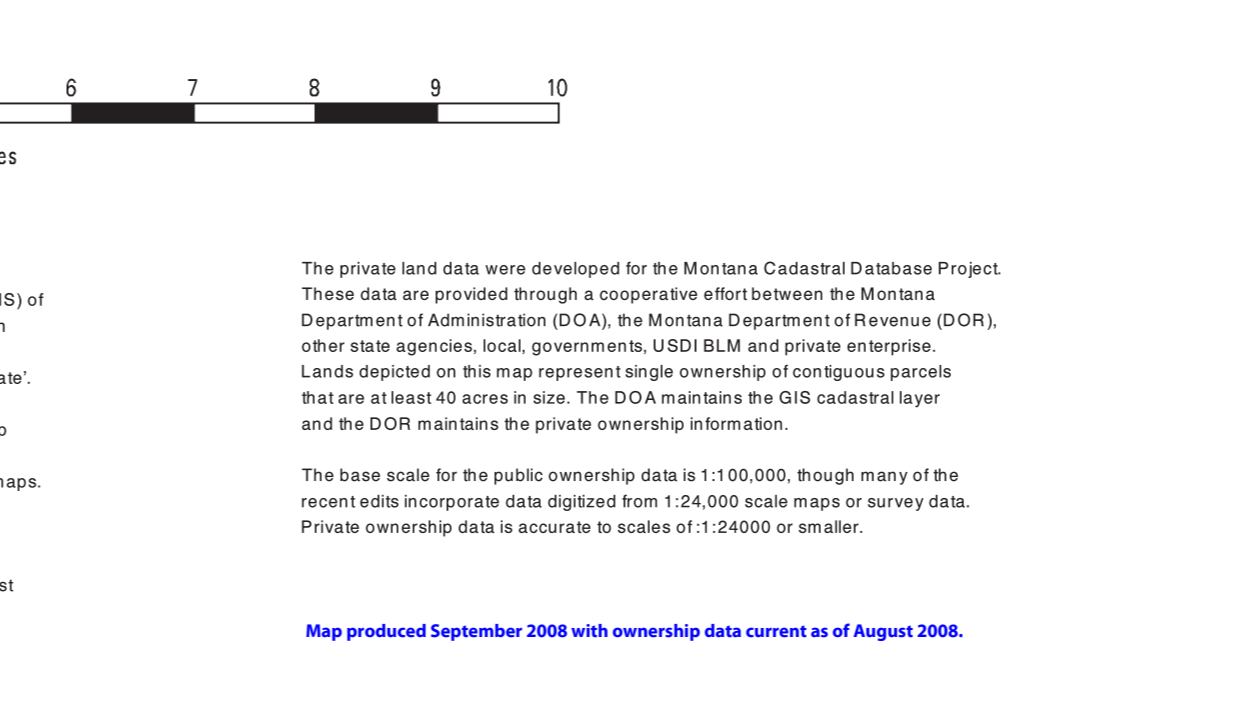 6 7 8 9 10
es
IS) of
n
ate’.
o
naps.
st
The private land data were developed for the Montana Cadastral Database Project.
These data are provided through a cooperative effort between the Montana
Department of Administration (DOA), the Montana Department of Revenue (DOR),
other state agencies, local, governments, USDI BLM and private enterprise.
Lands depicted on this map represent single ownership of contiguous parcels
that are at least 40 acres in size. The DOA maintains the GIS cadastral layer
and the DOR maintains the private ownership information.
The base scale for the public ownership data is 1:100,000, though many of the
recent edits incorporate data digitized from 1:24,000 scale maps or survey data.
Private ownership data is accurate to scales of :1:24000 or smaller.
Map produced September 2008 with ownership data current as of August 2008.